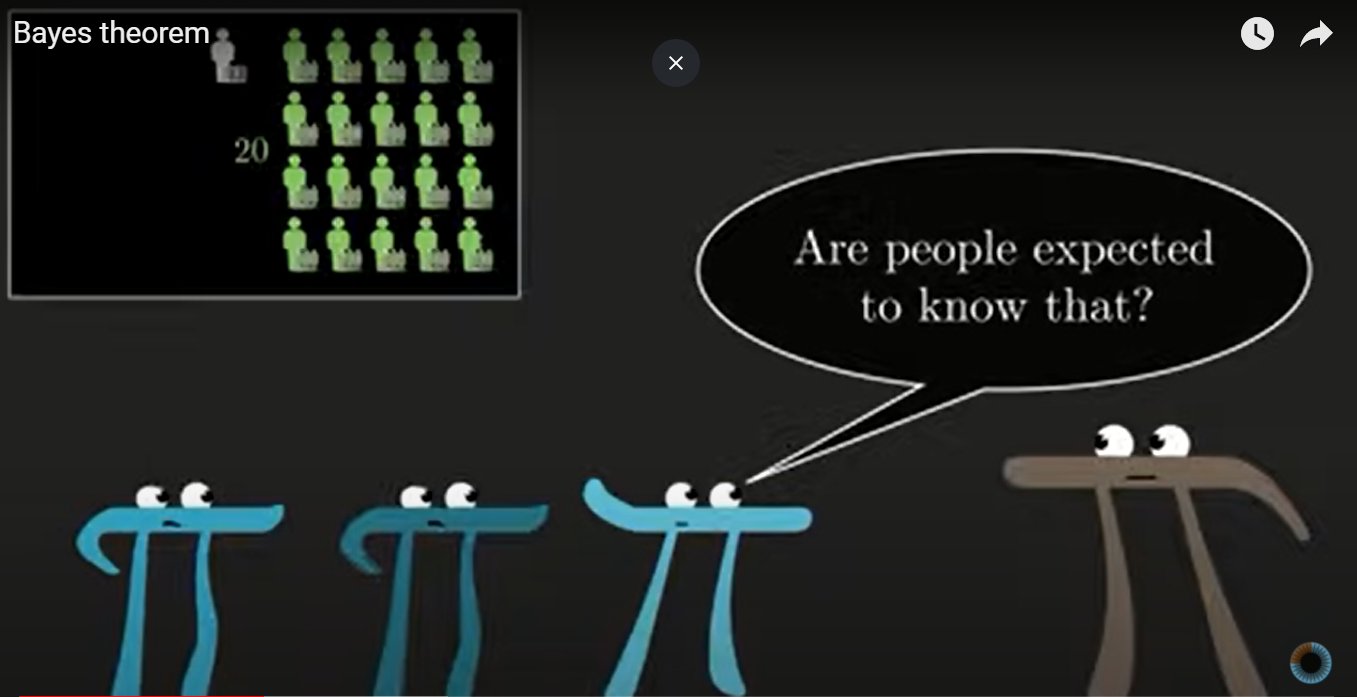 Bayes theorem
20
Are people expected
to know that?